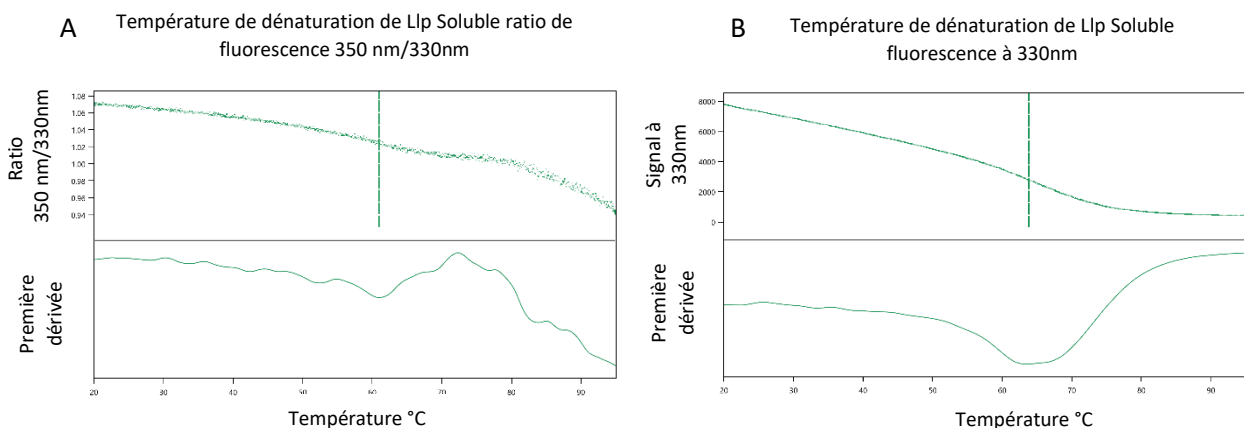 A
Température de dénaturation de Llp Soluble ratio de
fluorescence 350 nm/330nm
Ratio
350 nm/330nm
1.08
1.06
1.04
1.02
1.00
0.98
0.96
0.94
Première
dérivée
20
30
40
50
60
70
80
90
Température °C
B
Température de dénaturation de Llp Soluble
fluorescence à 330nm
Signal à
330nm
8000
6000
4000
2000
0
Première
dérivée
20
30
40
50
60
70
80
90
Température °C